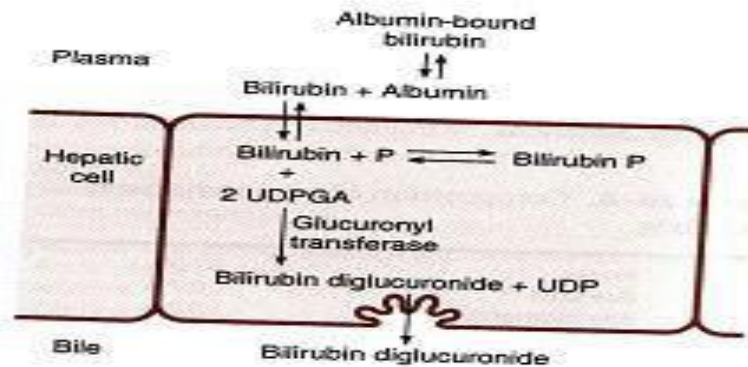 Albumin-bound
bilirubin
Plasma
Bilirubin + Albumin
Hepatic
cell
Bilirubin + P
Bilirubin P
+
2 UDPGA
Glucuronyl
transferase
Bilirubin diglucuronide + UDP
Bile
Bilirubin diglucuronide